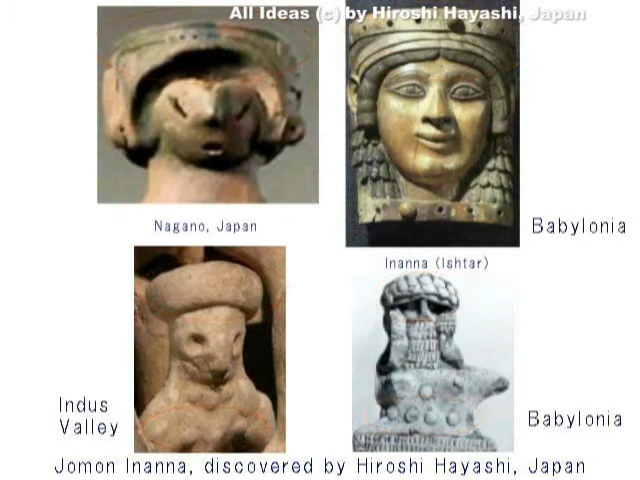 All Ideas (c) by Hiroshi Hayashi, Japan
Nagano, Japan
Babylonia
Inanna (Ishtar)
Indus
Valley
Babylonia
Jomon Inanna, discovered by Hiroshi Hayashi, Japan